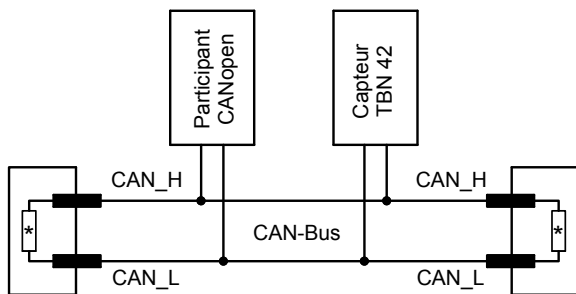 Participant
CANopen
Capteur
TBN 42
CAN_H
CAN_H
*
CAN-Bus
*
CAN_L
CAN_L